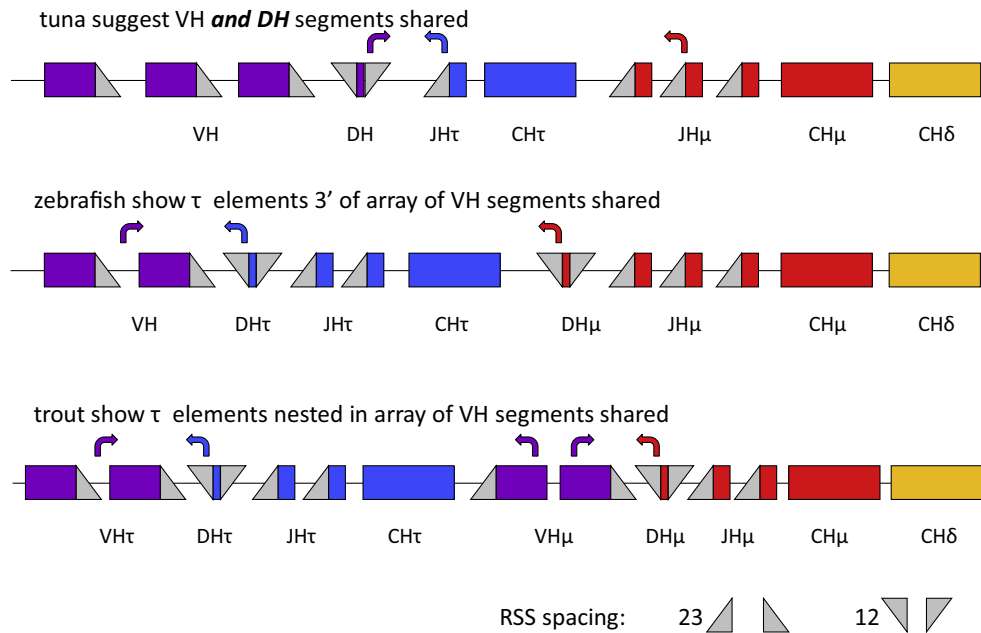 tuna suggest VH and DH segments shared
VH DH JHτ CHτ JHμ CHμ CHδ
zebrafish show τ elements 3’ of array of VH segments shared
VH DHτ JHτ CHτ DHμ JHμ CHμ CHδ
trout show τ elements nested in array of VH segments shared
VHτ DHτ JHτ CHτ VHμ DHμ JHμ CHμ CHδ
RSS spacing: 23 12